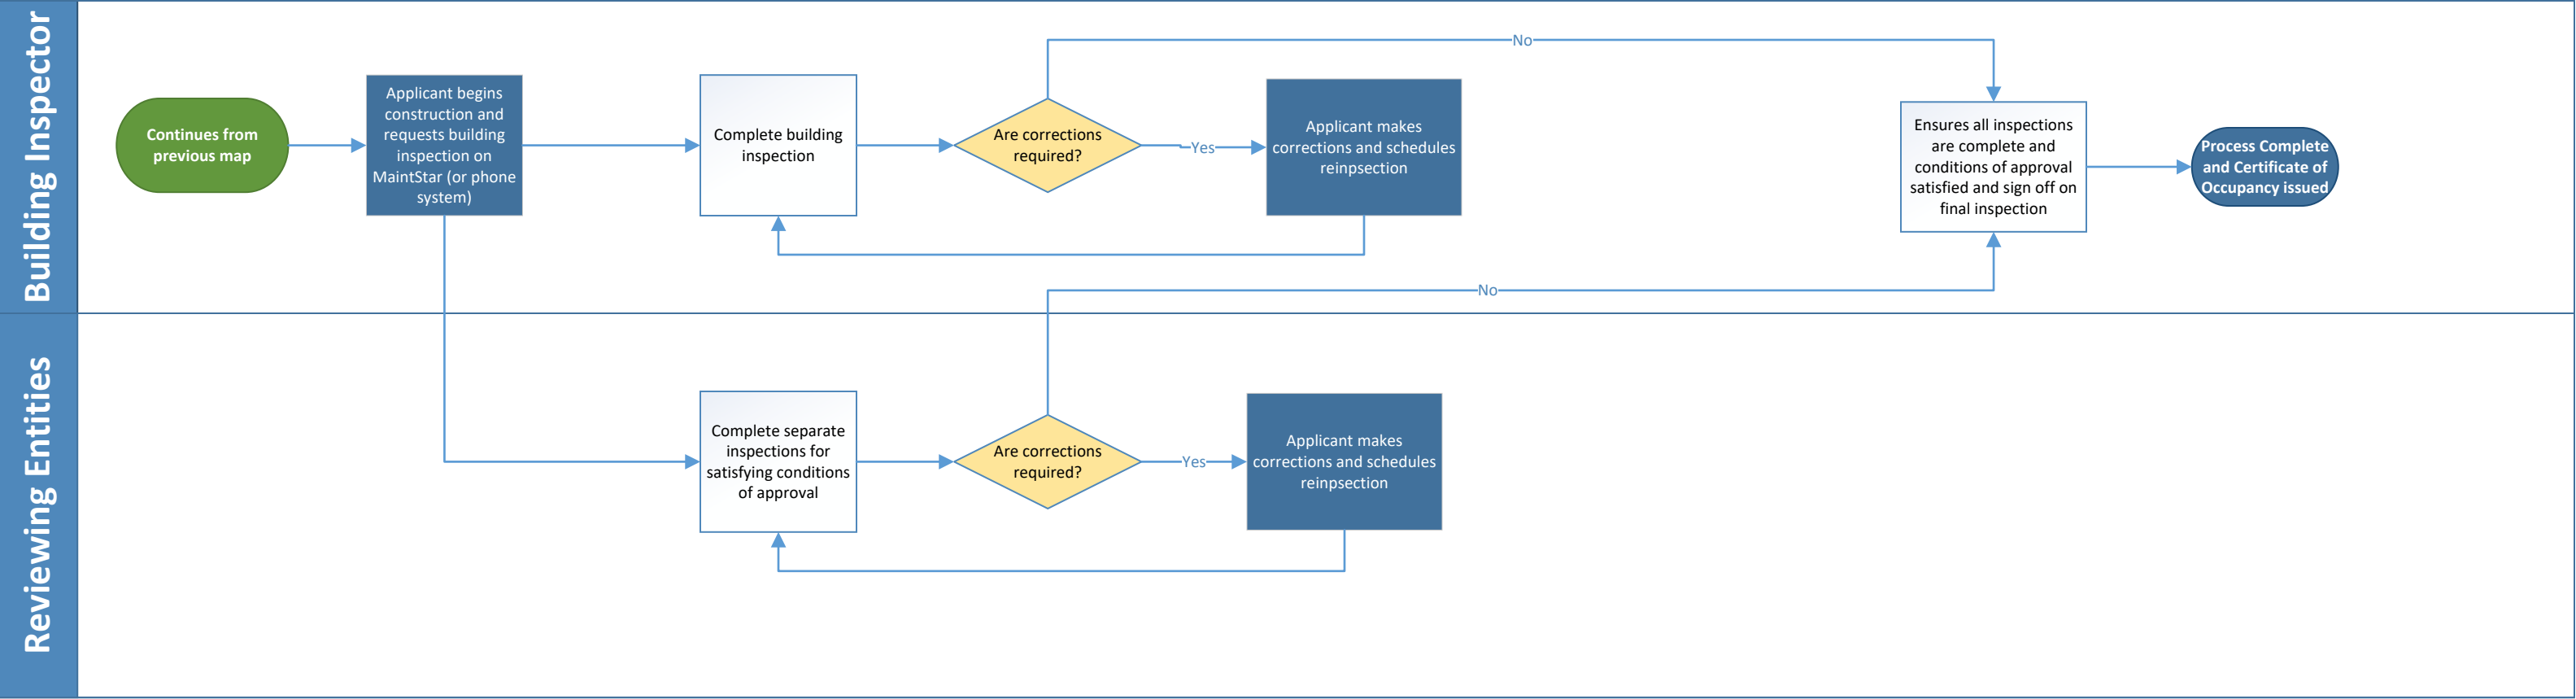 Building Inspector
Continues from
previous map
Applicant begins
construction and
requests building
inspection on
MaintStar (or phone
system)
Complete building
inspection
Are corrections
required?
Yes
No
Applicant makes
corrections and schedules
reinpsection
Ensures all inspections
are complete and
conditions of approval
satisfied and sign off on
final inspection
Process Complete
and Certificate of
Occupancy issued
Reviewing Entities
Complete separate
inspections for
satisfying conditions
of approval
Are corrections
required?
Yes
No
Applicant makes
corrections and schedules
reinpsection